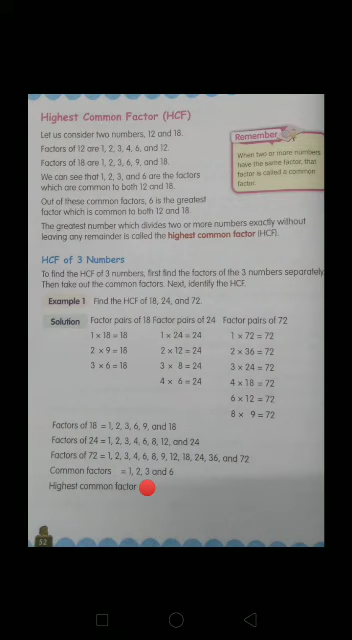 Highest Common Factor (HCF)
Let us consider two numbers, 12 and 18.
Factors of 12 are 1, 2, 3, 4, 6, and 12.
Factors of 18 are 1, 2, 3, 6, 9, and 18.
We can see that 1, 2, 3, and 6 are the factors
which are common to both 12 and 18.
Out of these common factors, 6 is the greatest
factor which is common to both 12 and 18.
The greatest number which divides two or more numbers exactly without
leaving any remainder is called the highest common factor (HCF).
Remember
When two or more numbers
have the same factor, that
factor is called a common
factor.
HCF of 3 Numbers
To find the HCF of 3 numbers, first find the factors of the 3 numbers separately.
Then take out the common factors. Next, identify the HCF.
Example 1 Find the HCF of 18, 24, and 72.
Solution Factor pairs of 18 Factor pairs of 24 Factor pairs of 72
1 × 18 = 18 1 × 24 = 24 1 × 72 = 72
2 × 9 = 18 2 × 12 = 24 2 × 36 = 72
3 × 6 = 18 3 × 8 = 24 3 × 24 = 72
4 × 6 = 24 4 × 18 = 72
6 × 12 = 72
8 × 9 = 72
Factors of 18 = 1, 2, 3, 6, 9, and 18
Factors of 24 = 1, 2, 3, 4, 6, 8, 12, and 24
Factors of 72 = 1, 2, 3, 4, 6, 8, 9, 12, 18, 24, 36, and 72
Common factors = 1, 2, 3 and 6
Highest common factor
52